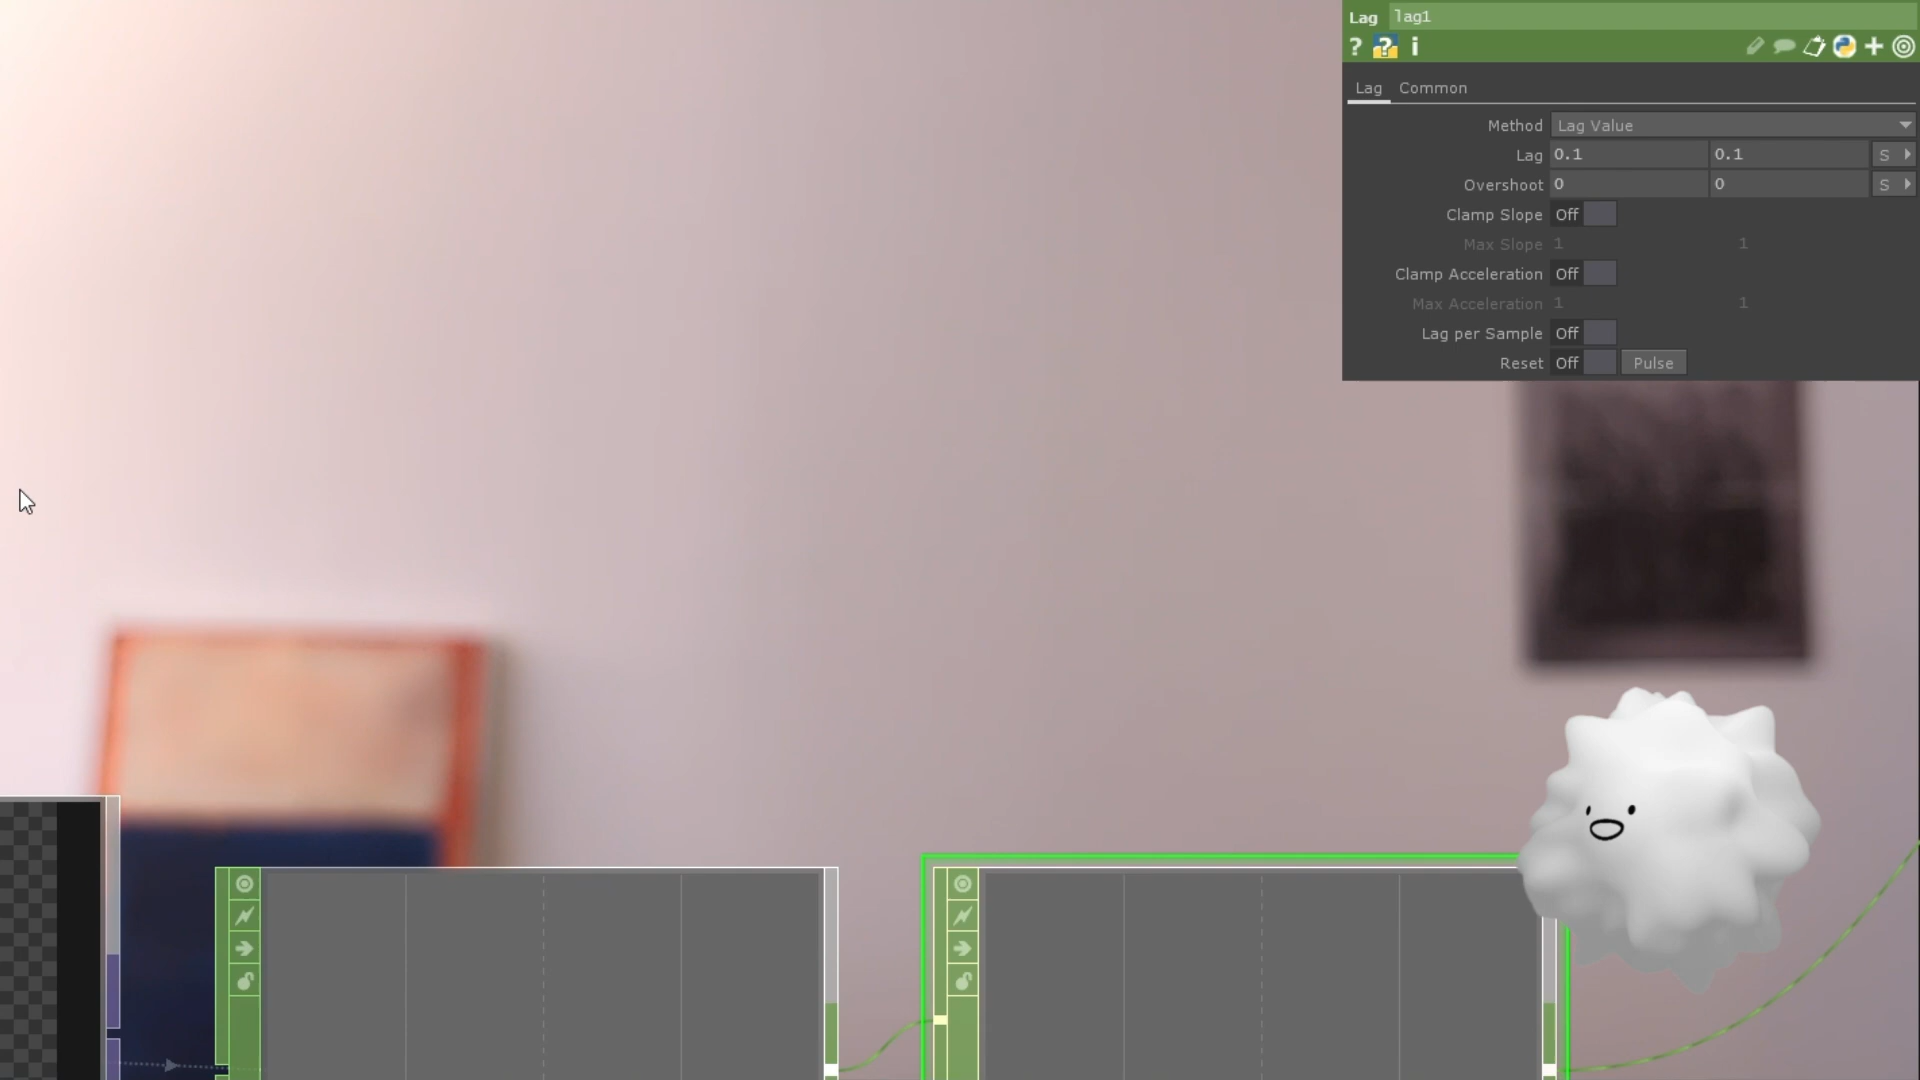 Lag lag1
? ? i
Lag Common
Method Lag Value
Lag 0.1 0.1 S
Overshoot 0 0 S
Clamp Slope Off
Max Slope 1 1
Clamp Acceleration Off
Max Acceleration 1 1
Lag per Sample Off
Reset Off Pulse